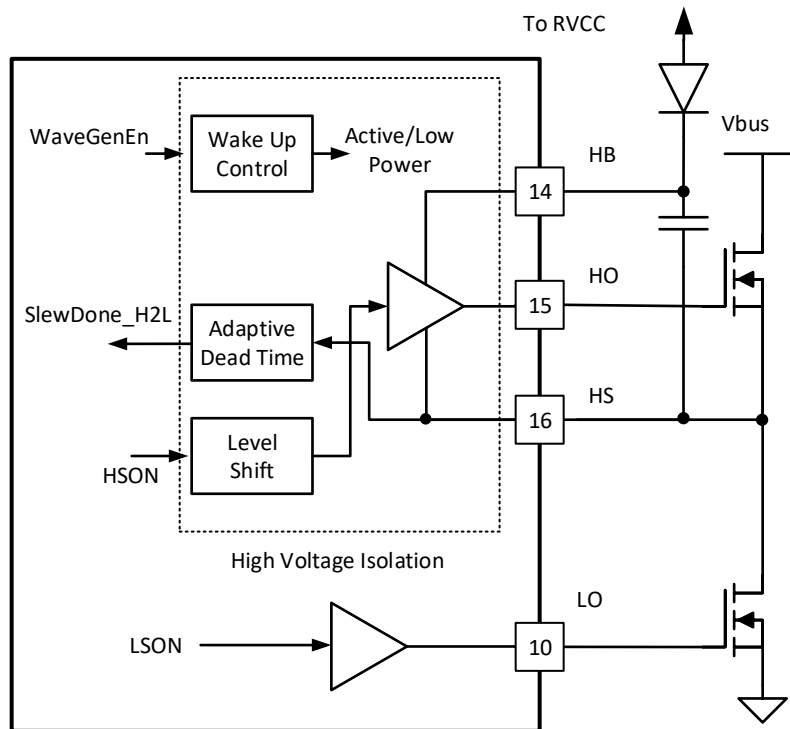 To RVCC
WaveGenEn
Wake Up
Control
Active/Low
Power
Vbus
HB
14
SlewDone_H2L
Adaptive
Dead Time
HO
15
HS
16
HSON
Level
Shift
High Voltage Isolation
LO
LSON
10